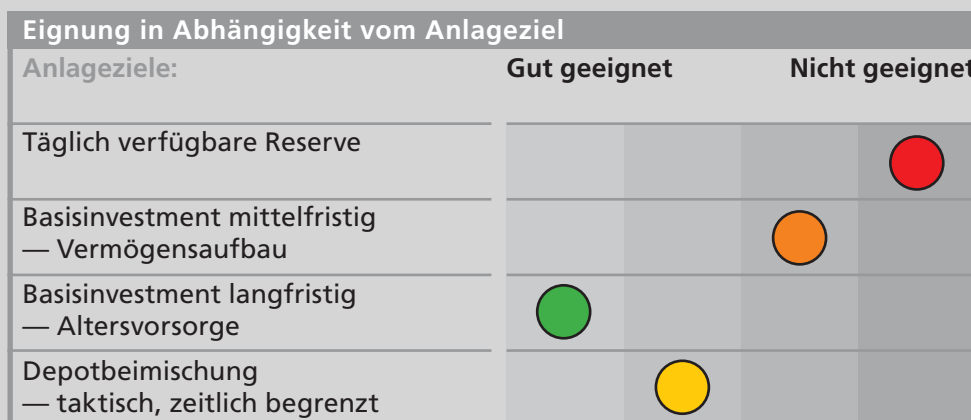 Eignung in Abhängigkeit vom Anlageziel
Anlageziele: Gut geeignet Nicht geeignet
Täglich verfügbare Reserve
Basisinvestment mittelfristig
— Vermögensaufbau
Basisinvestment langfristig
— Altersvorsorge
Depotbeimischung
— taktisch, zeitlich begrenzt